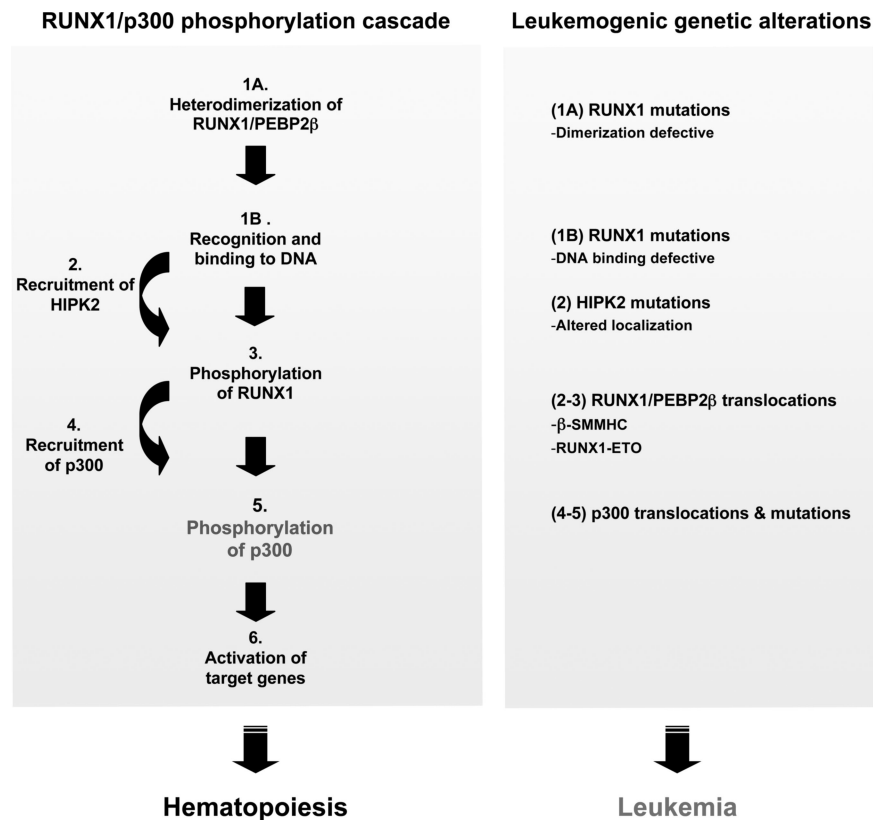 RUNX1/p300 phosphorylation cascade
1A.
Heterodimerization of
RUNX1/PEBP2β
1B .
Recognition and
binding to DNA
2.
Recruitment of
HIPK2
3.
Phosphorylation
of RUNX1
4.
Recruitment
of p300
5.
Phosphorylation
of p300
6.
Activation of
target genes
Hematopoiesis
Leukemogenic genetic alterations
(1A) RUNX1 mutations
-Dimerization defective
(1B) RUNX1 mutations
-DNA binding defective
(2) HIPK2 mutations
-Altered localization
(2-3) RUNX1/PEBP2β translocations
-β-SMMHC
-RUNX1-ETO
(4-5) p300 translocations & mutations
Leukemia